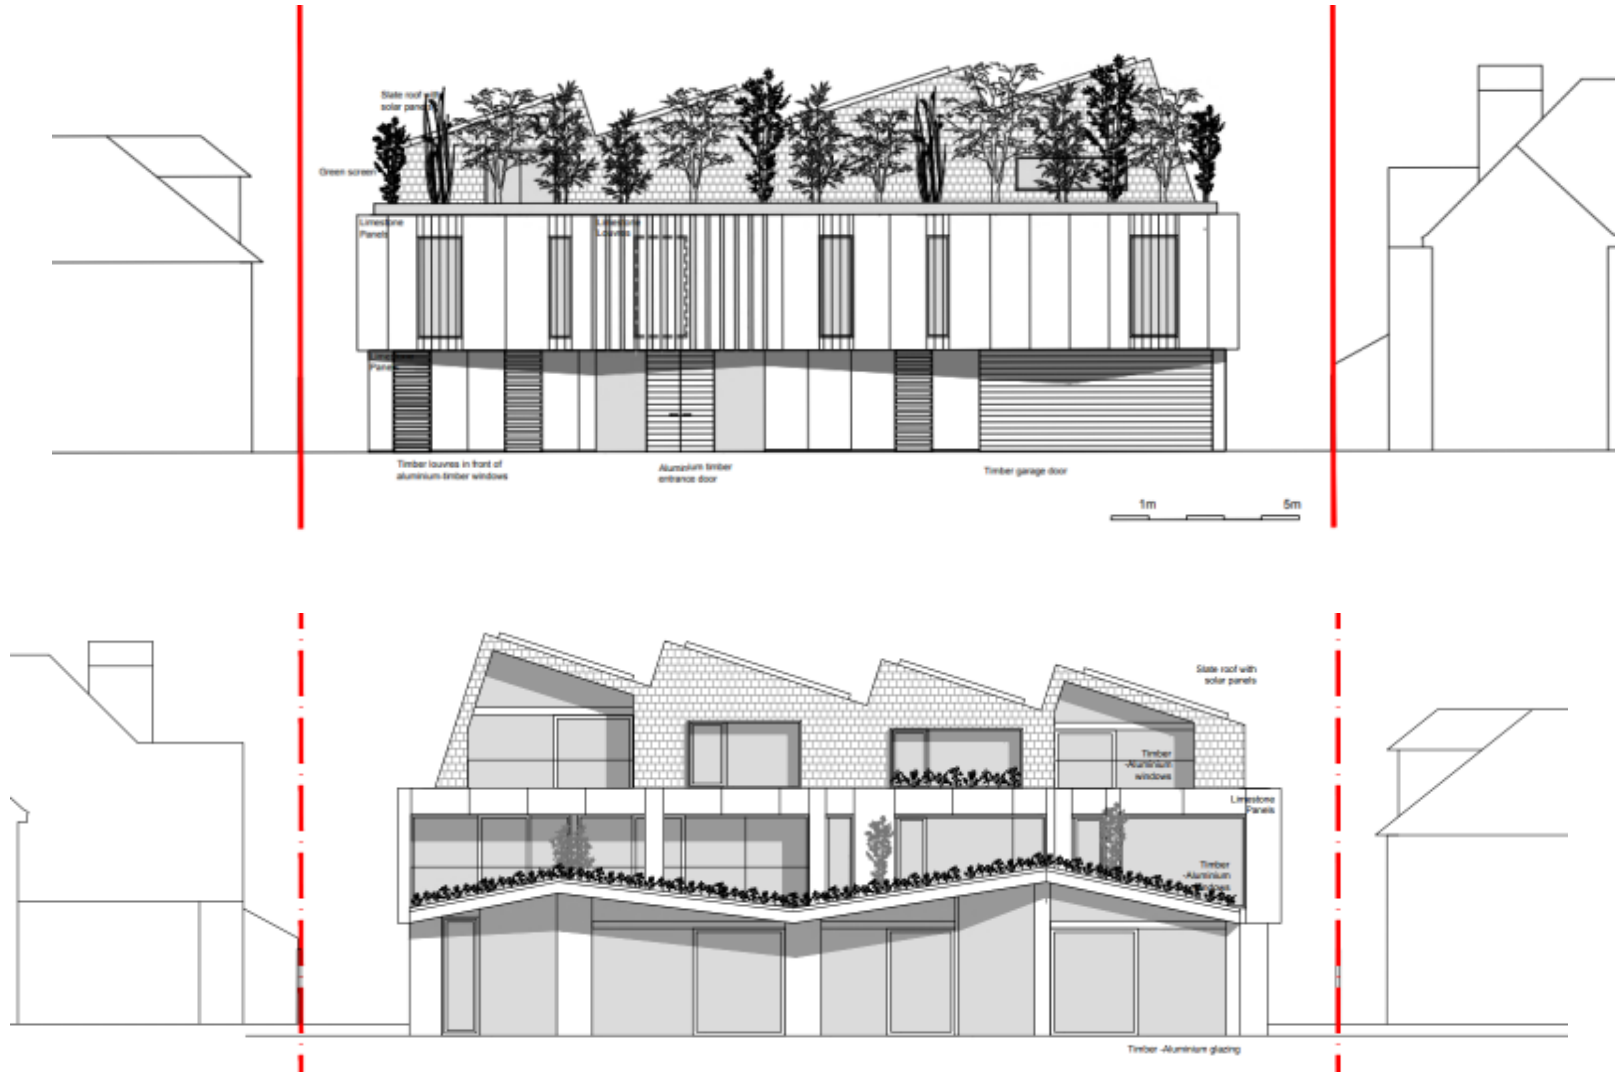 Slate roof with
solar panels
Green screen
Limestone
Panels
Limestone
Louvres
Limestone
Panels
Timber louvres in front of
aluminium-timber windows
Aluminium timber
entrance door
Timber garage door
1m
5m
Slate roof with
solar panels
Timber
-Aluminium
windows
Limestone
Panels
Timber
-Aluminium
windows
Timber -Aluminium glazing